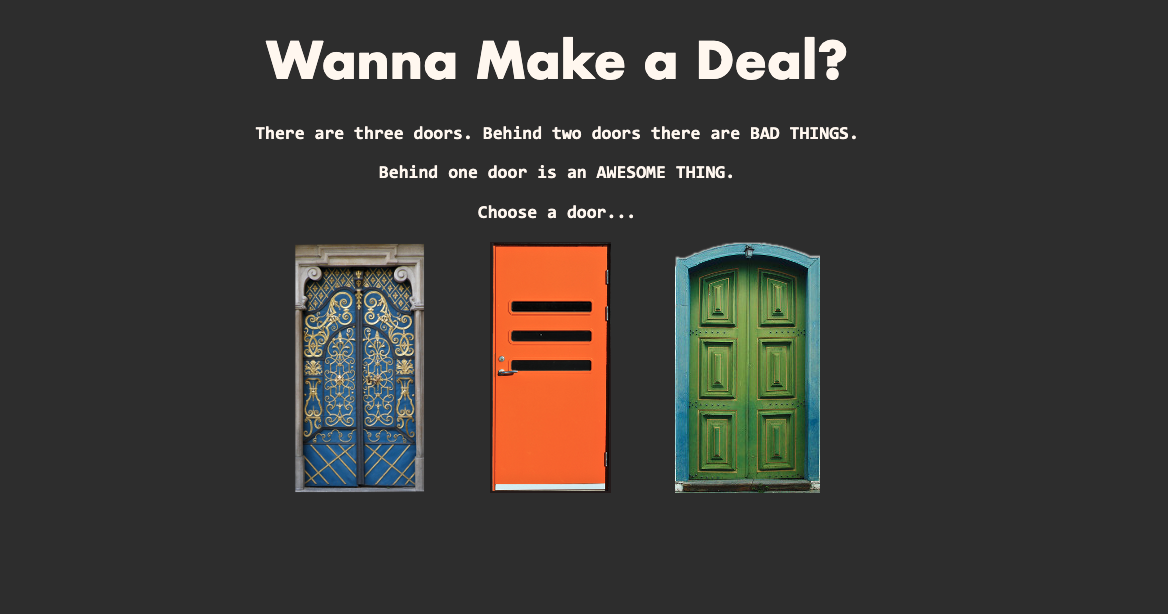 Wanna Make a Deal?
There are three doors. Behind two doors there are BAD THINGS.
Behind one door is an AWESOME THING.
Choose a door...